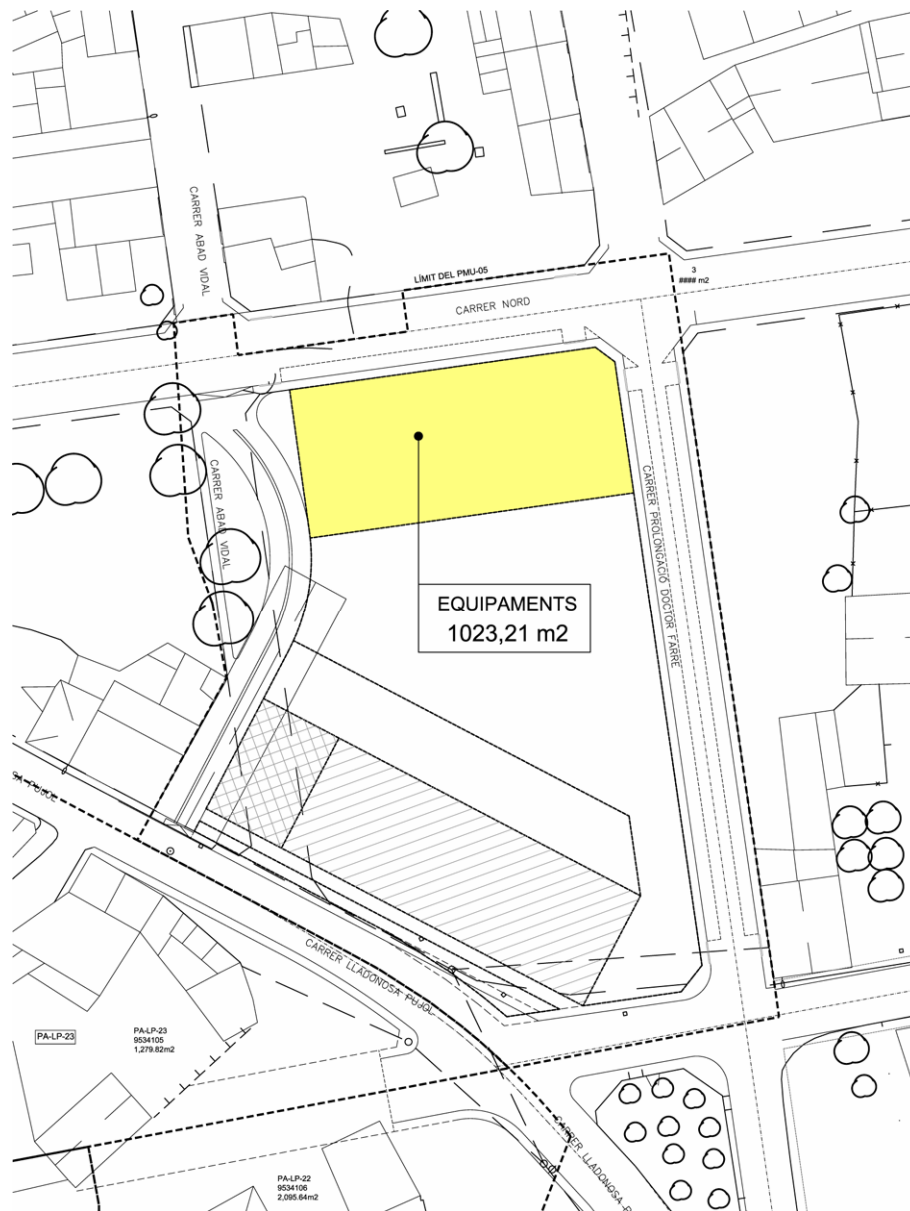 CARRER ABAD VIDAL
LÍMIT DEL PMU-05
3
#### m2
CARRER NORD
CARRER ABAD VIDAL
CARRER PROLONGACIÓ DOCTOR FARRE
EQUIPAMENTS
1023,21 m2
SA PUJOL
CARRER LLADONOSA PUJOL
PA-LP-23
PA-LP-23
9534105
1,279.82m2
CARRER LLADONOSA P
PA-LP-22
9534106
2,095.64m2